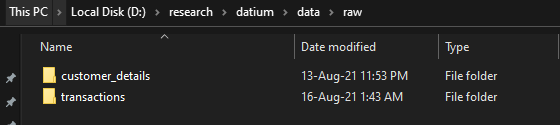 This PC > Local Disk (D:) > research > datium > data > raw
Name Date modified Type
customer_details 13-Aug-21 11:53 PM File folder
transactions 16-Aug-21 1:43 AM File folder